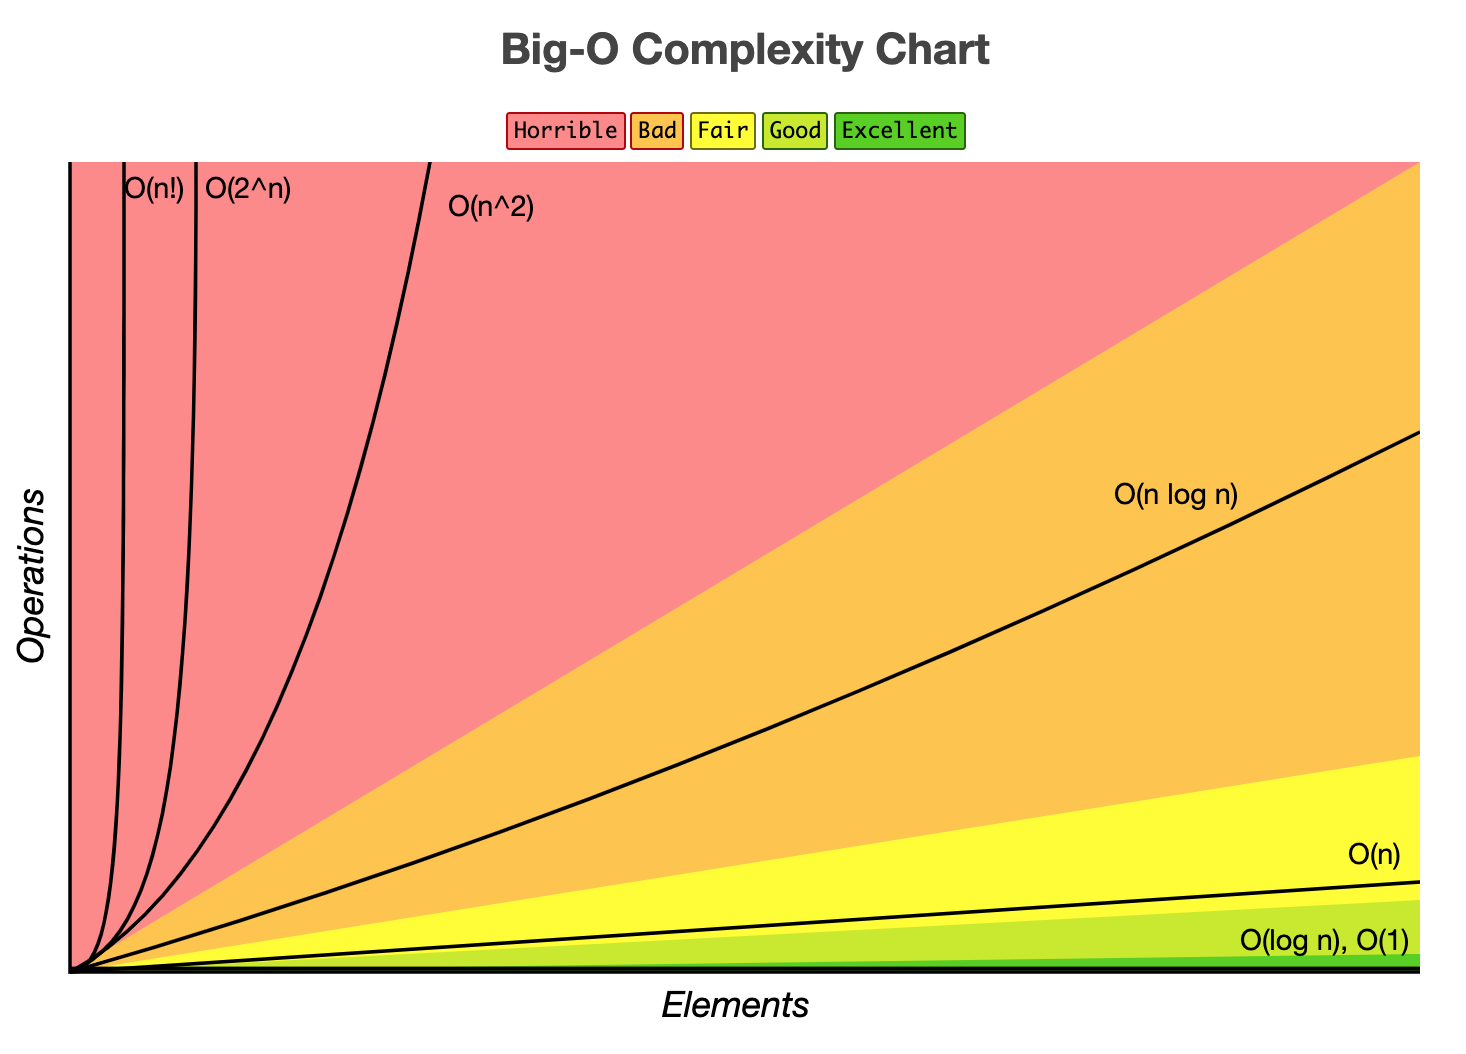 Big-O Complexity Chart
Horrible Bad Fair Good Excellent
O(n!) O(2^n)
O(n^2)
O(n log n)
Operations
O(n)
O(log n), O(1)
Elements